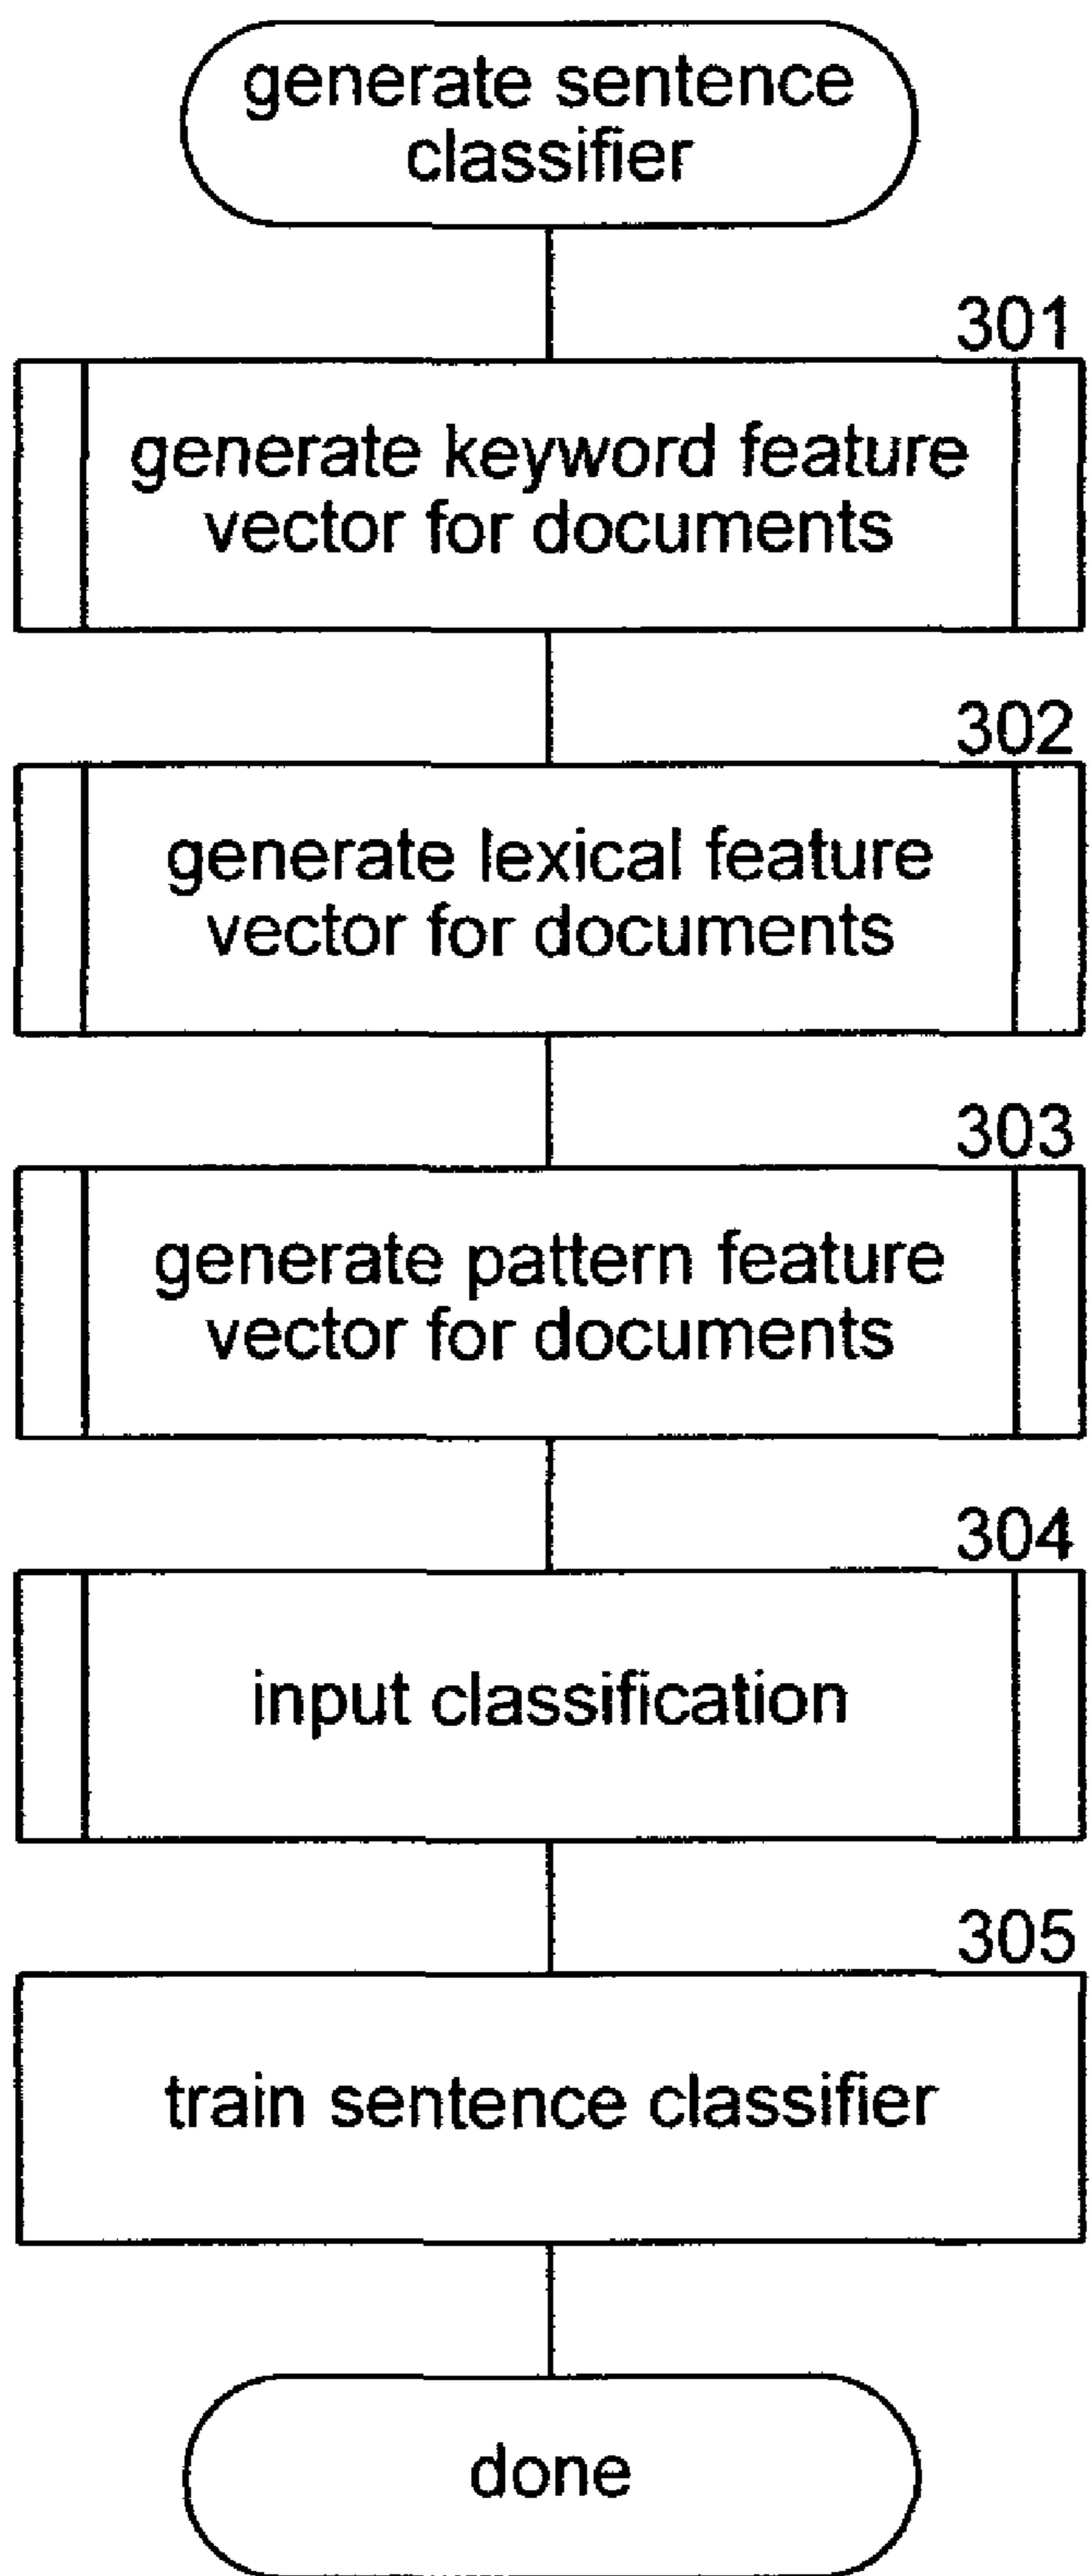 generate sentence
classifier
301
generate keyword feature
vector for documents
302
generate lexical feature
vector for documents
303
generate pattern feature
vector for documents
304
input classification
305
train sentence classifier
done